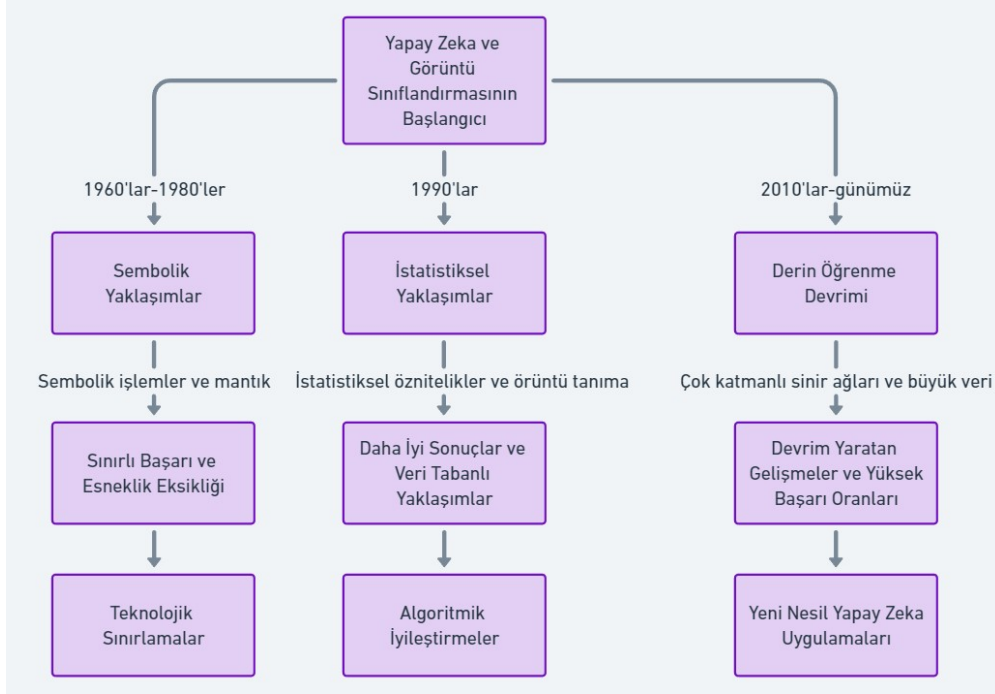 Yapay Zeka ve
Görüntü
Sınıflandırmasının
Başlangıcı
1960'lar-1980'ler
1990'lar
2010'lar-günümüz
Sembolik
Yaklaşımlar
İstatistiksel
Yaklaşımlar
Derin Öğrenme
Devrimi
Sembolik işlemler ve mantık
İstatistiksel öznitelikler ve örüntü tanıma
Çok katmanlı sinir ağları ve büyük veri
Sınırlı Başarı ve
Esneklik Eksikliği
Daha İyi Sonuçlar ve
Veri Tabanlı
Yaklaşımlar
Devrim Yaratan
Gelişmeler ve Yüksek
Başarı Oranları
Teknolojik
Sınırlamalar
Algoritmik
İyileştirmeler
Yeni Nesil Yapay Zeka
Uygulamaları